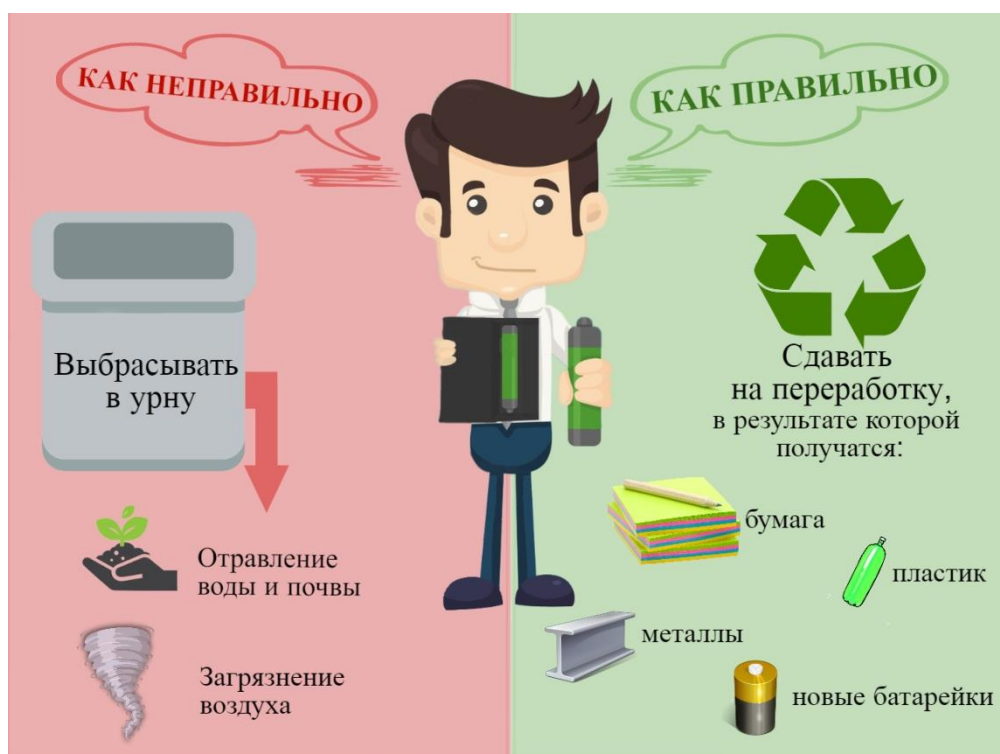 КАК НЕПРАВИЛЬНО
Выбрасывать
в урну
Отравление
воды и почвы
Загрязнение
воздуха
КАК ПРАВИЛЬНО
Сдавать
на переработку,
в результате которой
получатся:
бумага
пластик
металлы
новые батарейки